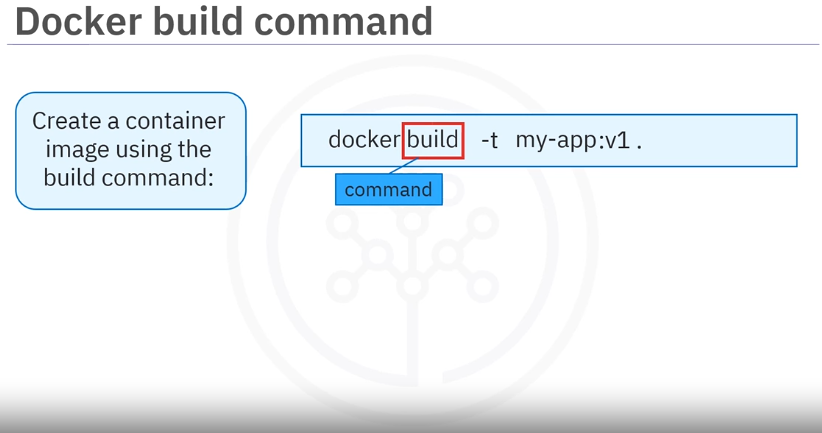 Docker build command
Create a container
image using the
build command:
docker build -t my-app:v1 .
command